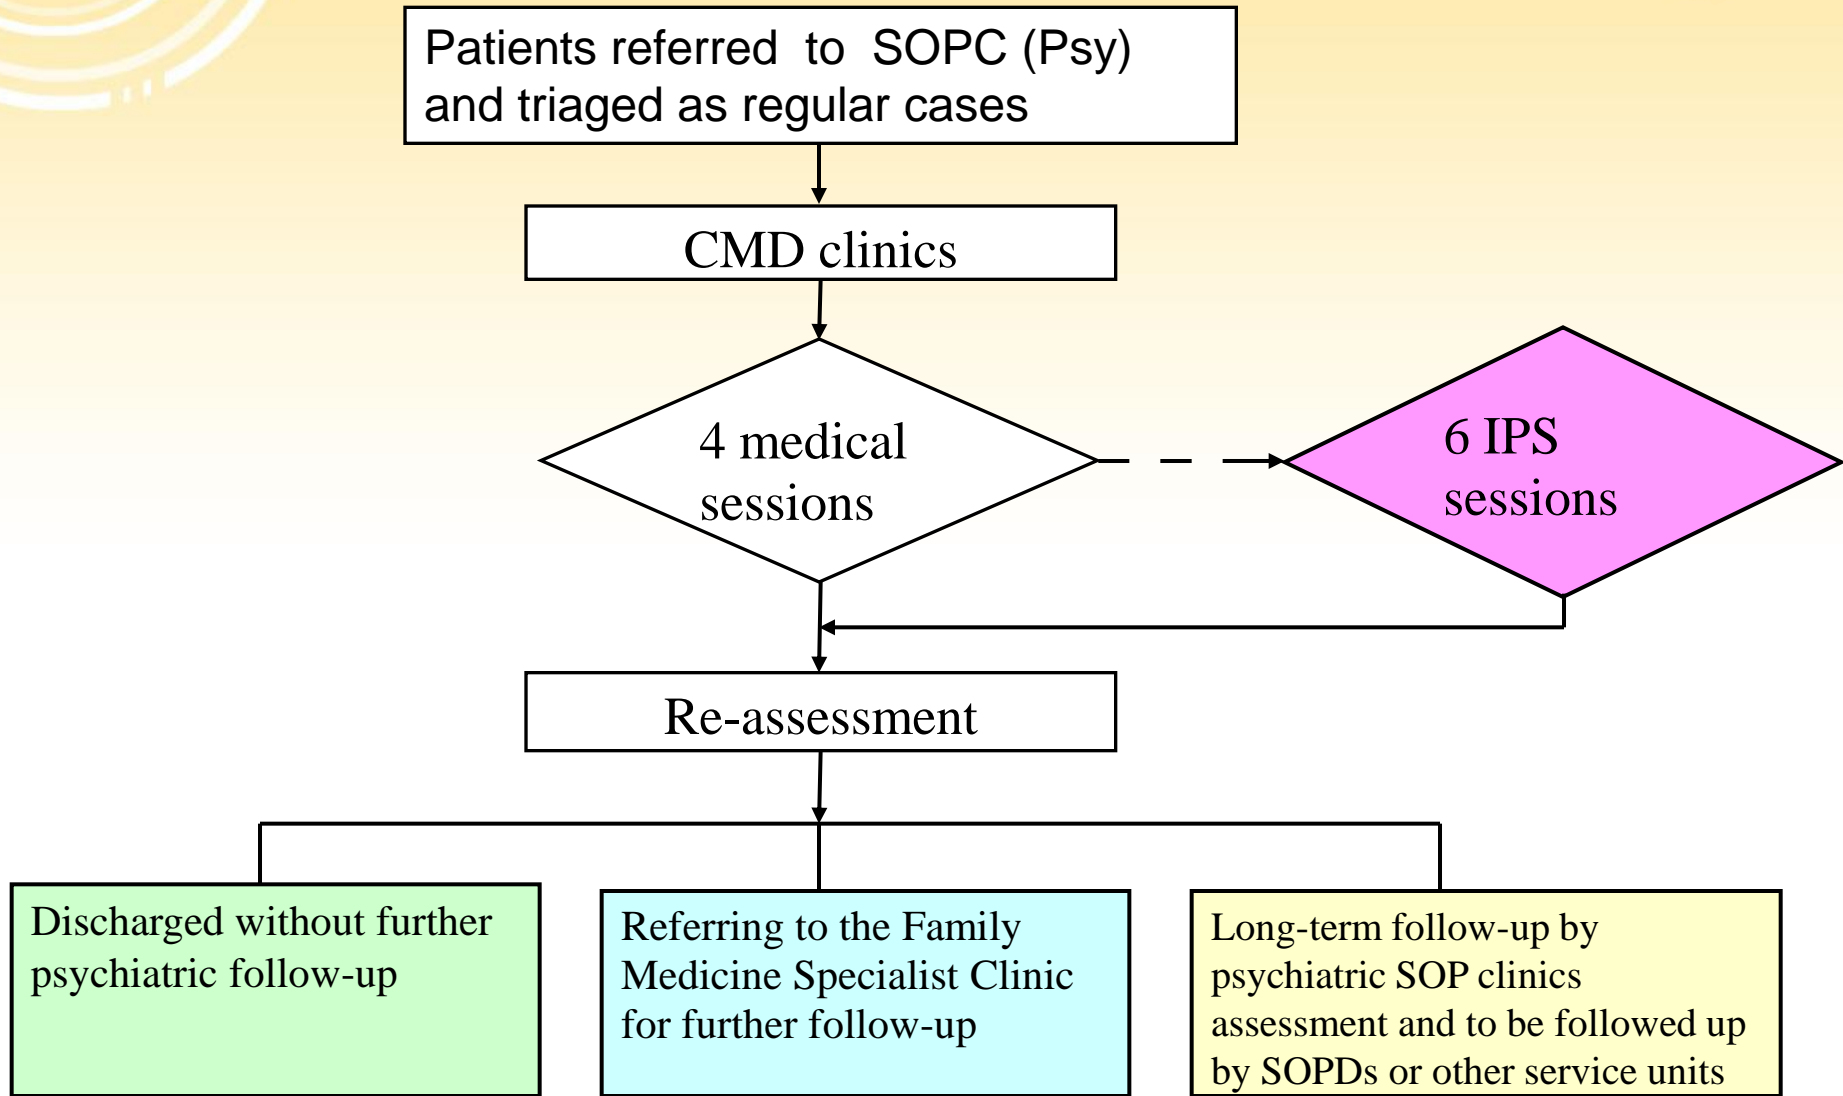 Patients referred to SOPC (Psy)
and triaged as regular cases
CMD clinics
4 medical
sessions
6 IPS
sessions
Re-assessment
Discharged without further
psychiatric follow-up
Referring to the Family
Medicine Specialist Clinic
for further follow-up
Long-term follow-up by
psychiatric SOP clinics
assessment and to be followed up
by SOPDs or other service units